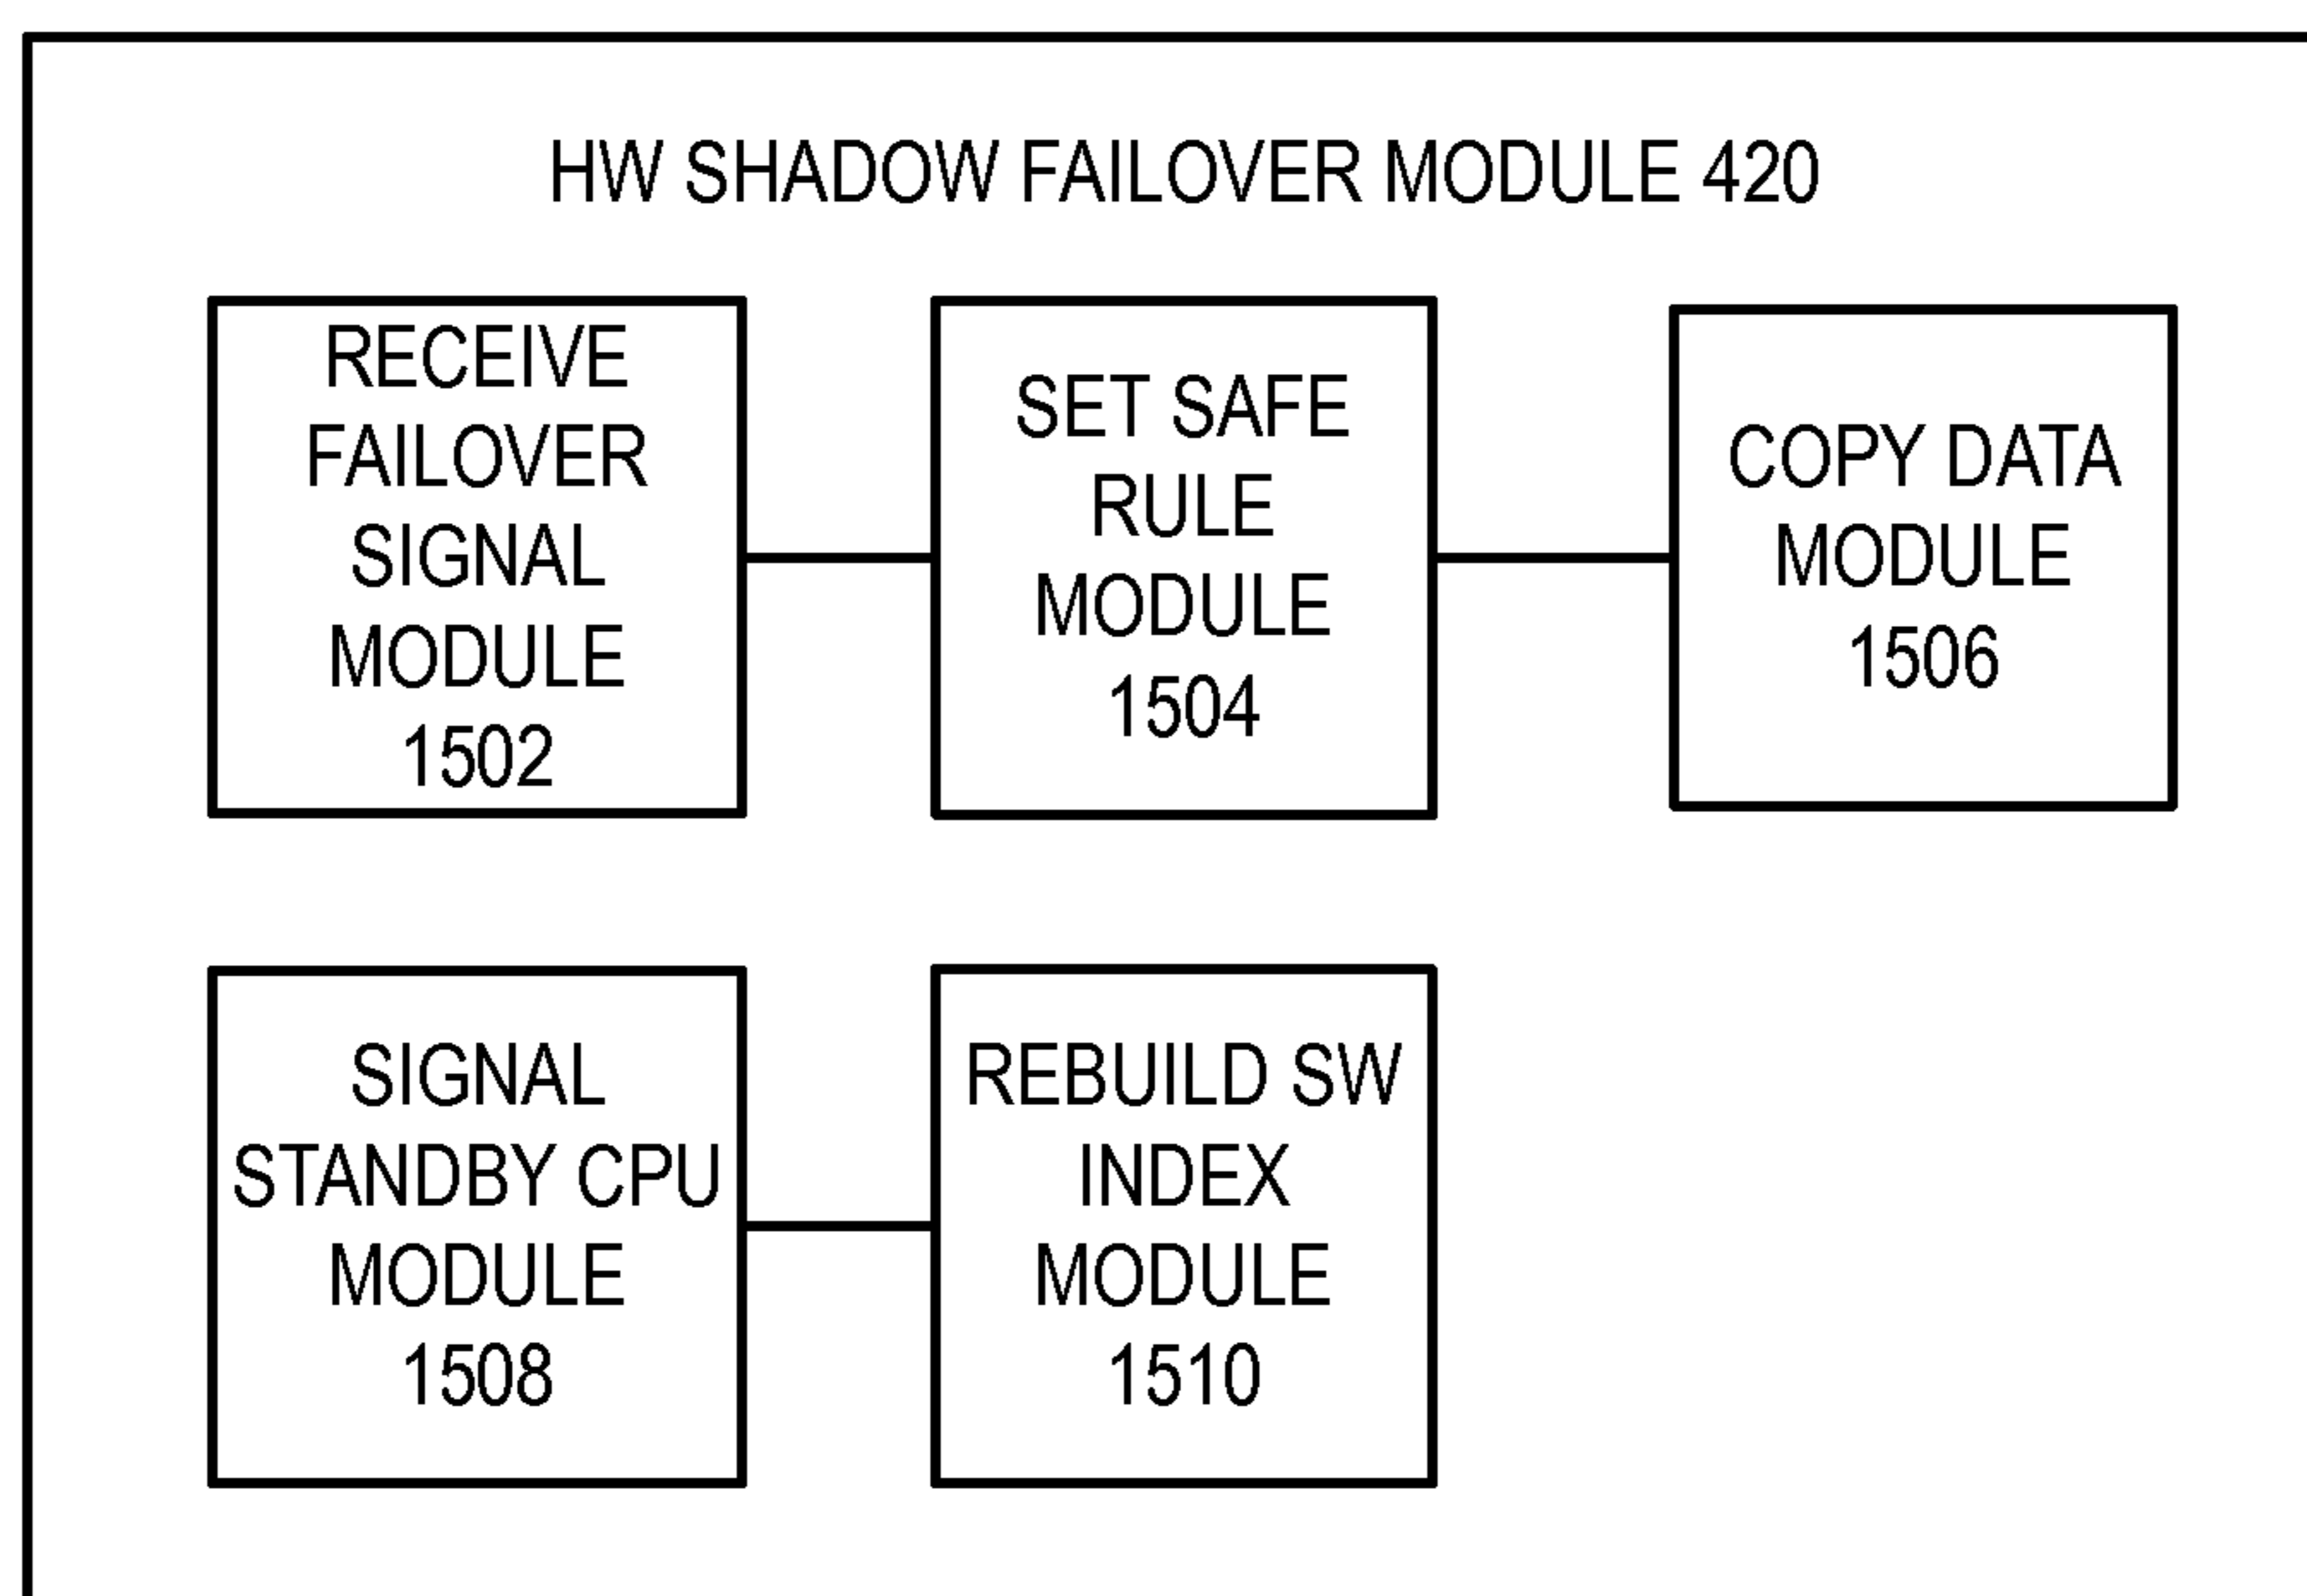 HW SHADOW FAILOVER MODULE 420
RECEIVE
FAILOVER
SIGNAL
MODULE
1502
SET SAFE
RULE
MODULE
1504
COPY DATA
MODULE
1506
SIGNAL
STANDBY CPU
MODULE
1508
REBUILD SW
INDEX
MODULE
1510